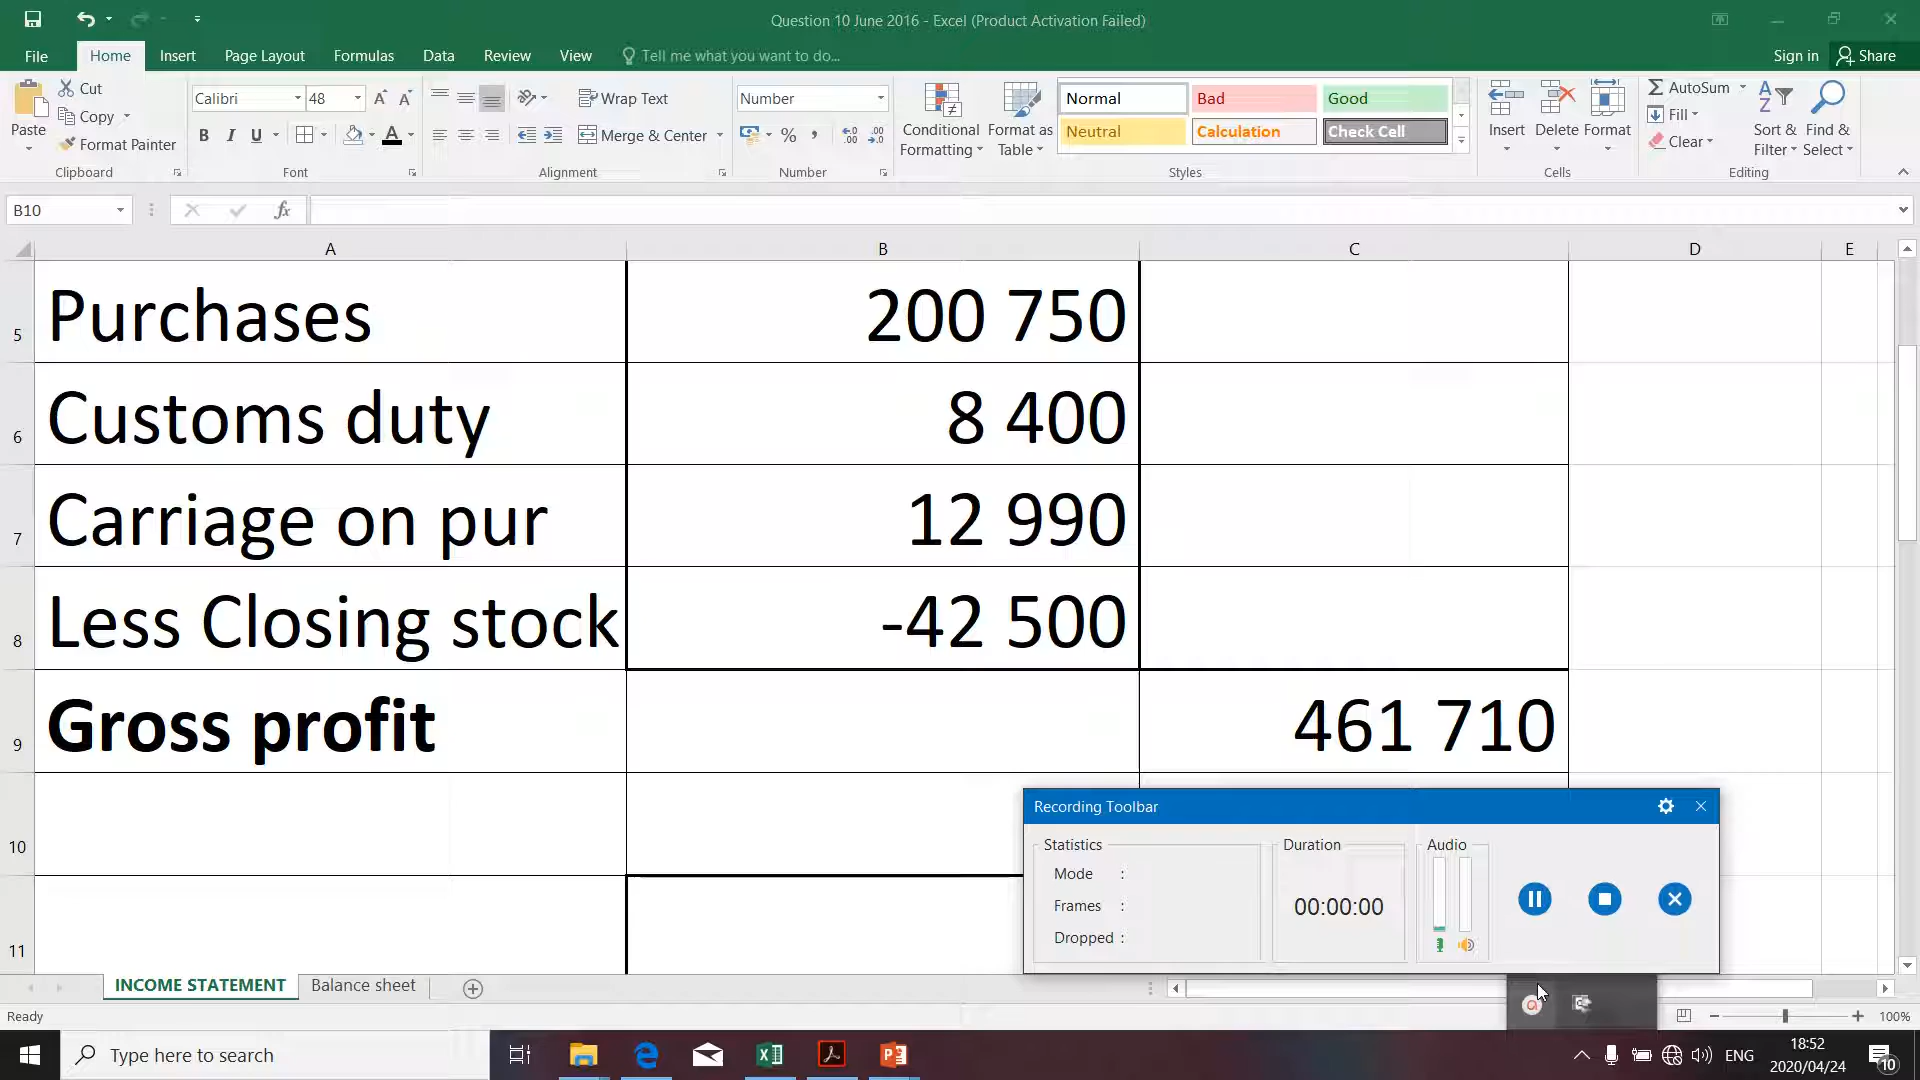 Question 10 June 2016 - Excel (Product Activation Failed)
File Home Insert Page Layout Formulas Data Review View Tell me what you want to do... Sign in Share
Paste
Cut
Copy
Format Painter
Clipboard
Calibri 48
B I U
Font
Wrap Text
Merge & Center
Alignment
Number
%
Number
Conditional
Formatting
Format as
Table
Normal Bad Good
Neutral Calculation Check Cell
Styles
Insert Delete Format
Cells
AutoSum
Fill
Clear
Sort &
Filter
Find &
Select
Editing
B10 fx
A B C D E
5 Purchases 200 750
6 Customs duty 8 400
7 Carriage on pur 12 990
8 Less Closing stock -42 500
9 Gross profit 461 710
10
11
Recording Toolbar
Statistics
Mode :
Frames :
Dropped :
Duration
00:00:00
Audio
INCOME STATEMENT Balance sheet
Ready
100%
Type here to search
ENG
18:52
2020/04/24
10